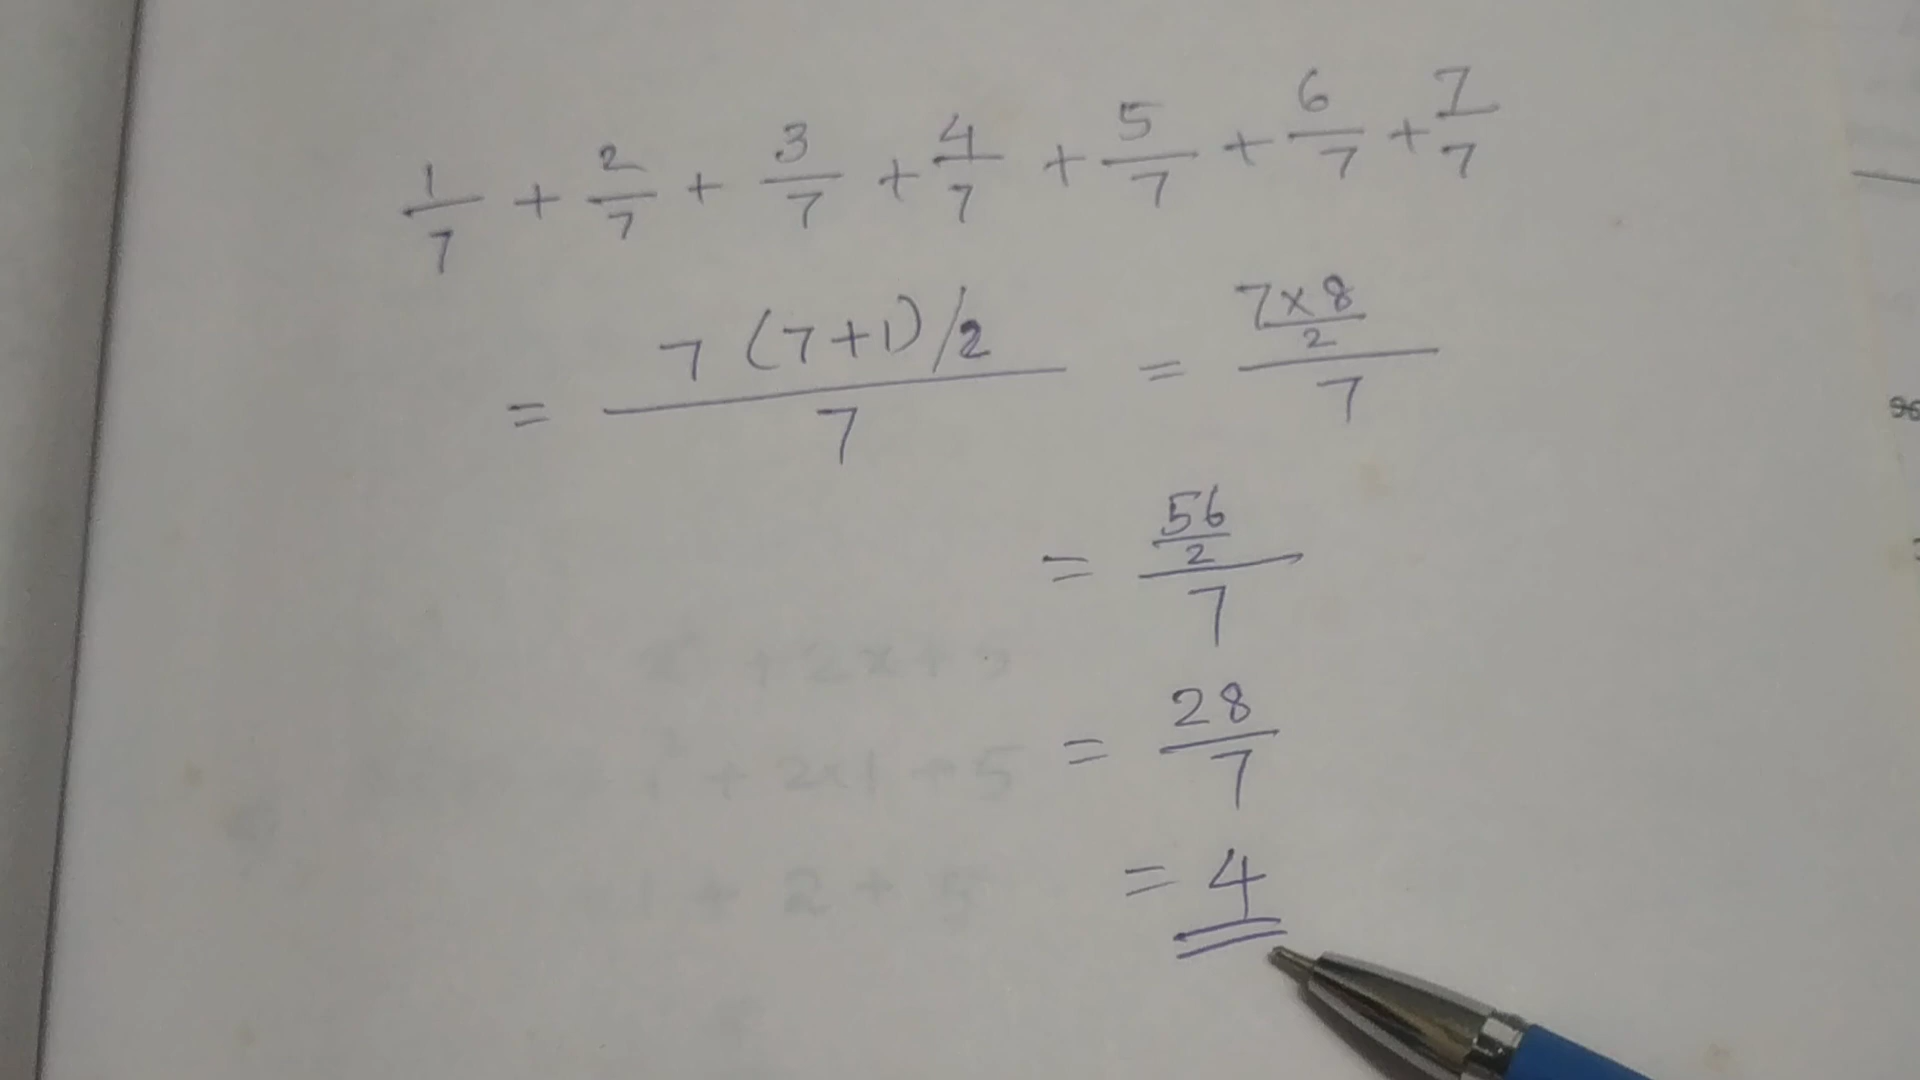 1/7 + 2/7 + 3/7 + 4/7 + 5/7 + 6/7 + 7/7
= 7 (7+1)/2 / 7 = 7×8/2 / 7
= 56/2 / 7
= 28/7
= 4